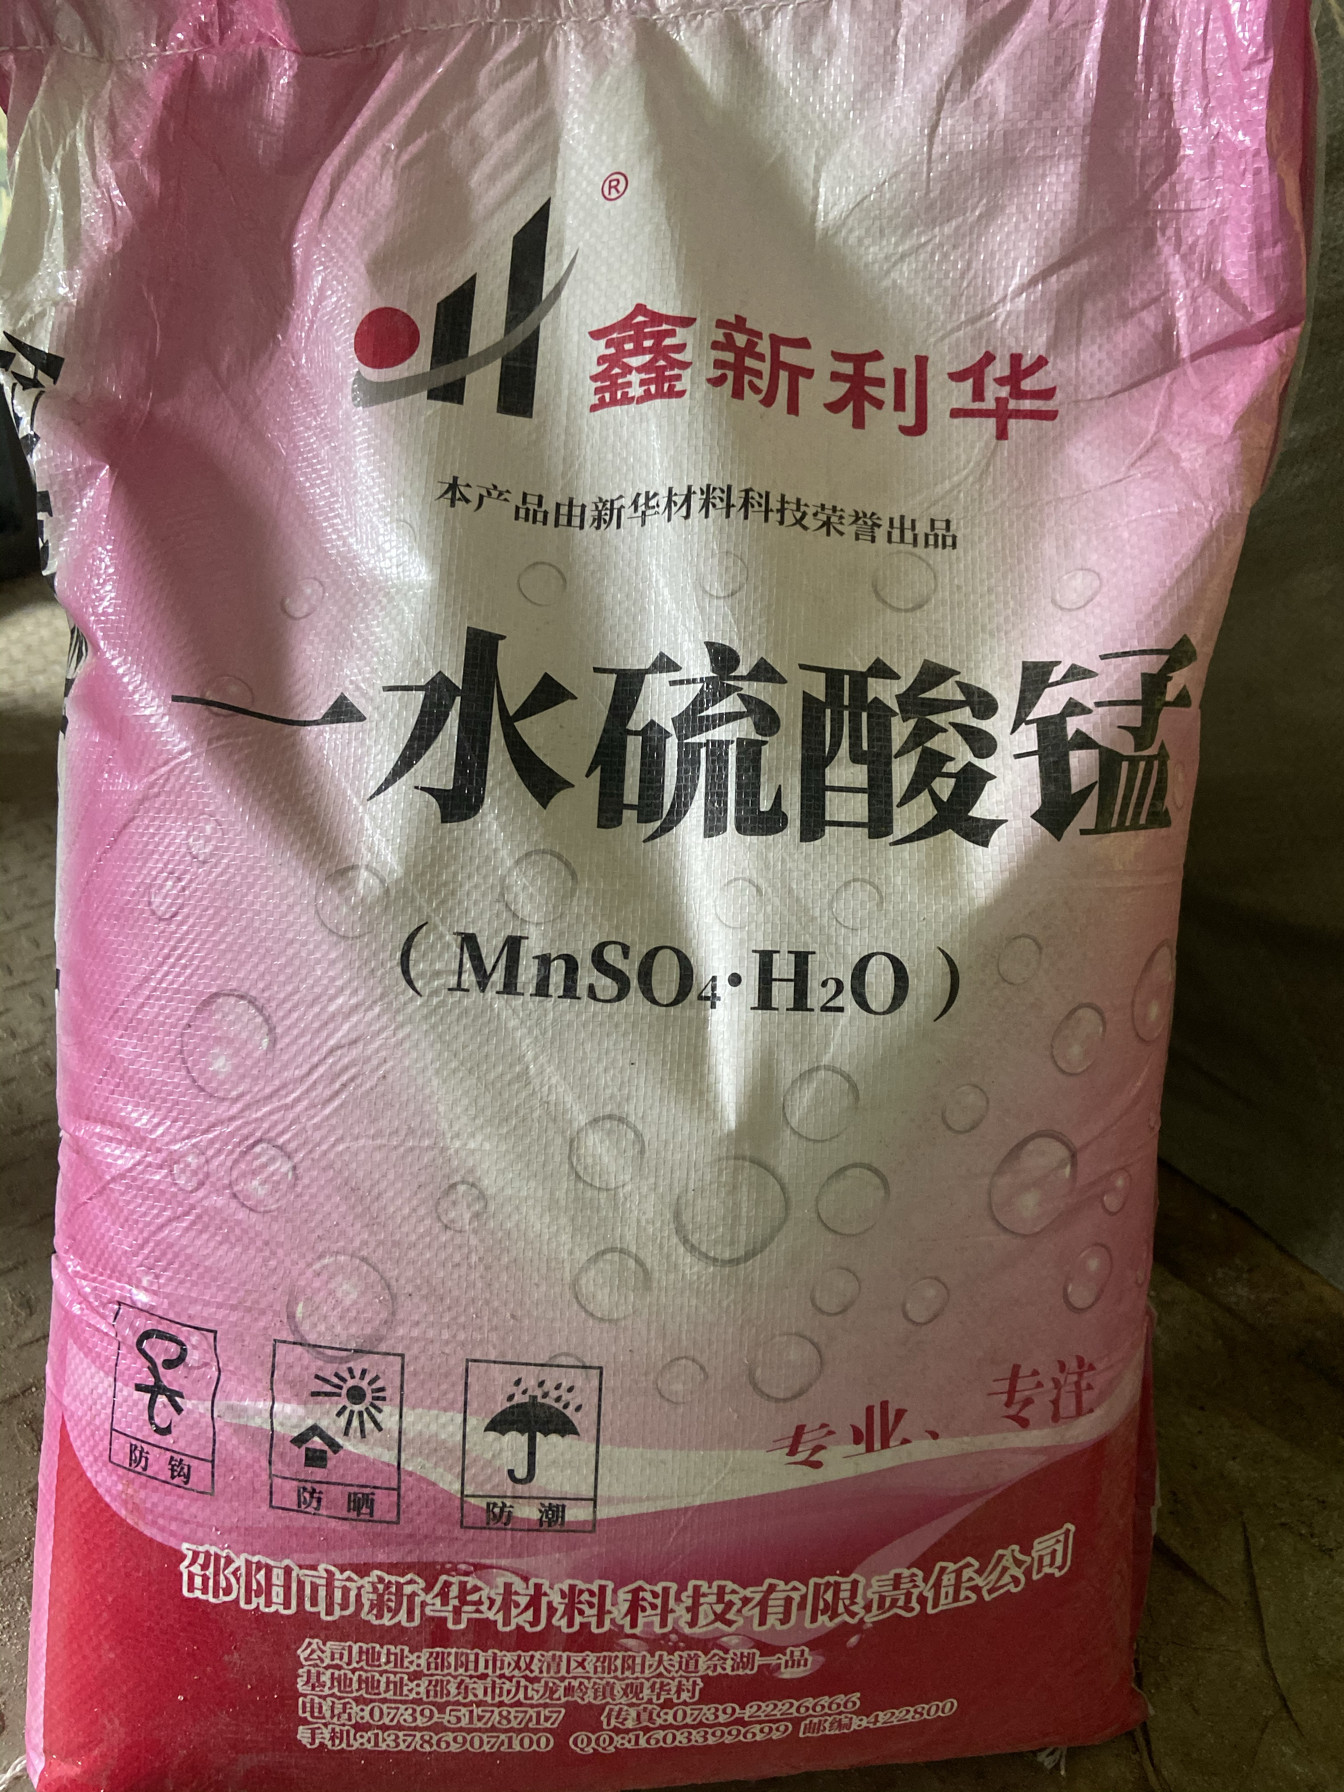 ®
鑫新利华
本产品由新华材料科技荣誉出品
一水硫酸锰
(MnSO₄·H₂O)
专业、专注
防钩
防晒
防潮
邵阳市新华材料科技有限责任公司
公司地址:邵阳市双清区邵阳大道佘湖一品
基地地址:邵东市九龙岭镇观华村
电话:0739-5178717 传真:0739-2226666
手机:13786907100 QQ:1603399699 邮编:422800